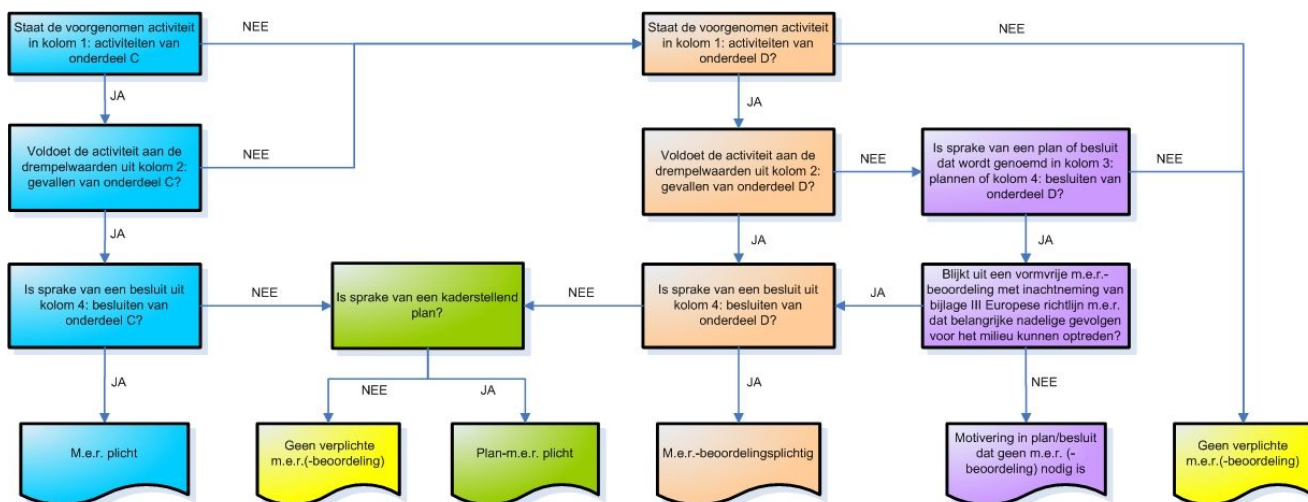 Staat de voorgenomen activiteit
in kolom 1: activiteiten van
onderdeel C
NEE
Staat de voorgenomen activiteit
in kolom 1: activiteiten van
onderdeel D?
NEE
JA
JA
Voldoet de activiteit aan de
drempelwaarden uit kolom 2:
gevallen van onderdeel C?
NEE
Voldoet de activiteit aan de
drempelwaarden uit kolom 2:
gevallen van onderdeel D?
NEE
Is sprake van een plan of besluit
dat wordt genoemd in kolom 3:
plannen of kolom 4: besluiten van
onderdeel D?
NEE
JA
JA
JA
Is sprake van een besluit uit
kolom 4: besluiten van
onderdeel C?
NEE
Is sprake van een kaderstellend
plan?
NEE
Is sprake van een besluit uit
kolom 4: besluiten van
onderdeel D?
JA
Blijkt uit een vormvrije m.e.r.-
beoordeling met inachtneming van
bijlage III Europese richtlijn m.e.r.
dat belangrijke nadelige gevolgen
voor het milieu kunnen optreden?
JA
NEE
JA
JA
NEE
M.e.r. plicht
Geen verplichte
m.e.r.(-beoordeling)
Plan-m.e.r. plicht
M.e.r.-beoordelingsplichtig
Motivering in plan/besluit
dat geen m.e.r. (-
beoordeling) nodig is
Geen verplichte
m.e.r.(-beoordeling)